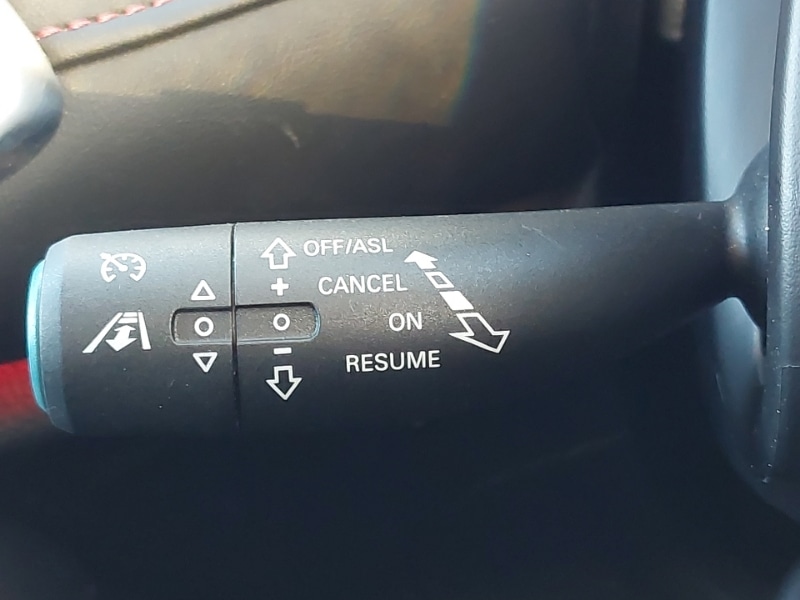 OFF/ASL
+ CANCEL
ON
- RESUME